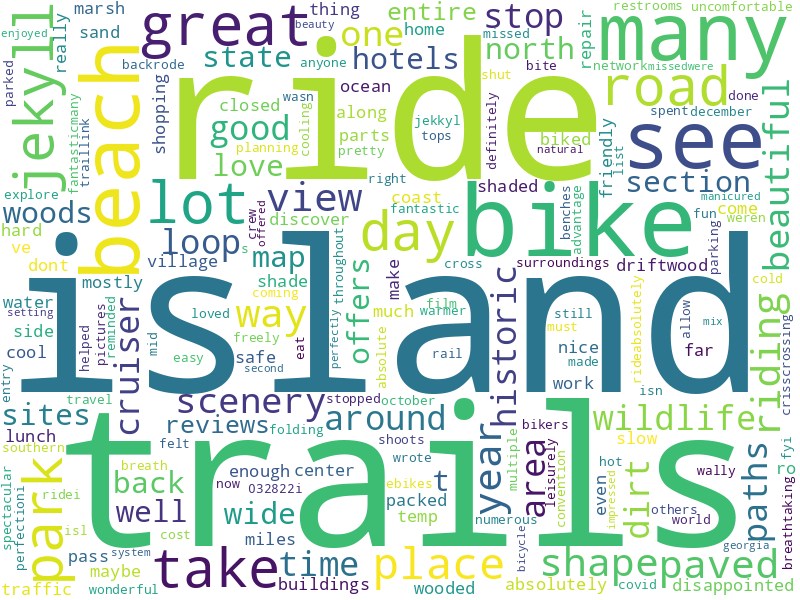 enjoyed
parked
jekyll
really
marsh
sand
beauty
thing
backrode
fantasticmany
traillink
great
shopping
state
anyone
home
missed
entire
one
hotels
ocean
stop
north
bite
restrooms
uncomfortable
repair
network
missedwere
many
shut
closed
cooling
wasn
along
parts
good
planning
love
pretty
jekkyl
tops
biked
definitely
natural
ride
road
done
spent
december
friendly
list
see
beautiful
explore
woods
hard
ve
dont
beach
lot
view
right
coast
fantastic
shaded
section
manicured
benches
advantage
fun
weren
come
parking
loop
village
crew
offered
s
discover
map
shade
throughout
day
bike
mostly
water
setting
side
cool
entry
travel
southern
helped
pictures
reminded
mid
cruiser
loved
freely
easy
second
safe
way
coming
absolute
perfectly
eat
offers
make
much
cross
film
warmer
rail
surroundings
driftwood
still
must
made
nice
work
isn
far
allow
mix
rideabsolutely
cold
crisscrossing
riding
island
historic
sites
lunch
scenery
reviews
folding
stopped
october
around
year
area
bikers
multiple
leisurely
convention
wildlife
slow
hot
even
wally
others
world
paths
ro
fyi
breathtaking
georgia
spectacular
perfectioni
ridei
isl
park
felt
breath
back
well
now
system
cost
enough
center
032822i
wide
miles
shoots
wrote
ebikes
t
packed
temp
numerous
bicycle
dirt
impressed
trails
pass
maybe
traffic
wonderful
take
time
buildings
place
wooded
shape
absolutely
paved
covid
disappointed